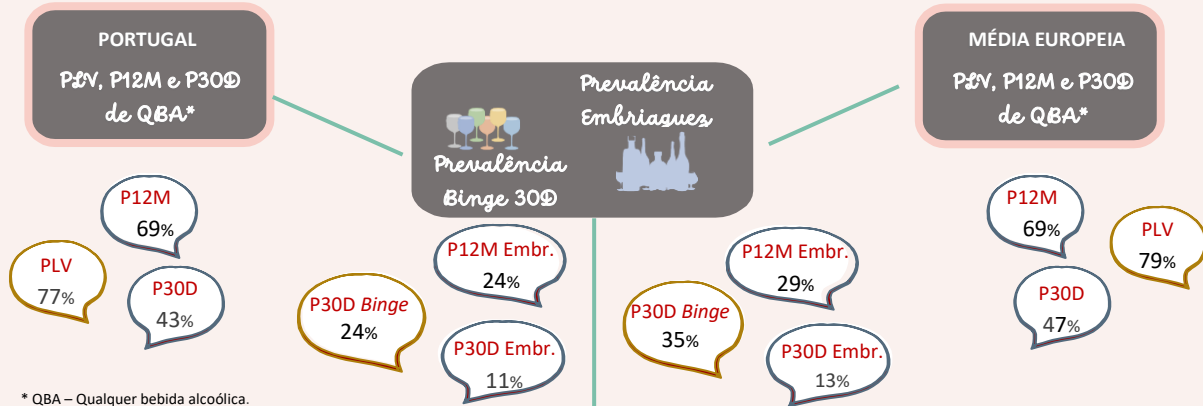 PORTUGAL
PLV, P12M e P30D
de QBA*
Prevalência
Embriaguez
Prevalência
Binge 30D
MÉDIA EUROPEIA
PLV, P12M e P30D
de QBA*
P12M
69%
PLV
77%
P30D
43%
P12M Embr.
24%
P30D Binge
24%
P30D Embr.
11%
P12M Embr.
29%
P30D Binge
35%
P30D Embr.
13%
P12M
69%
PLV
79%
P30D
47%
* QBA – Qualquer bebida alcoólica.